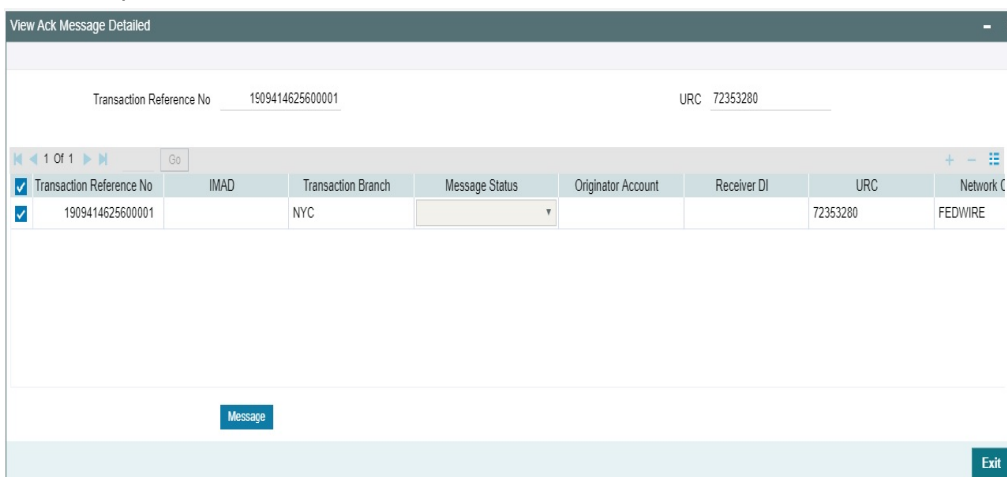 View Ack Message Detailed
Transaction Reference No 1909414625600001 URC 72353280
1 Of 1 Go
Transaction Reference No IMAD Transaction Branch Message Status Originator Account Receiver DI URC Network C
1909414625600001 NYC 72353280 FEDWIRE
Message
Exit